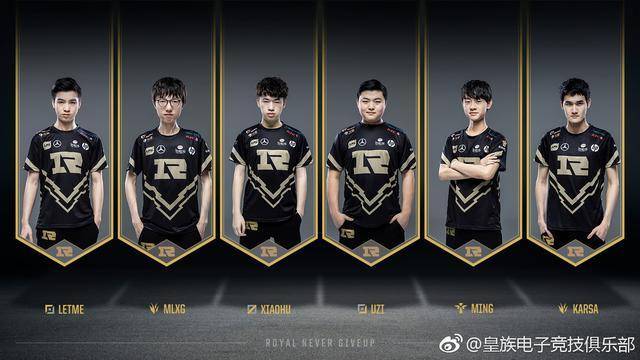 LETME
MLXG
XIAOHU
UZI
MING
KARSA
ROYAL NEVER GIVEUP
@皇族电子竞技俱乐部